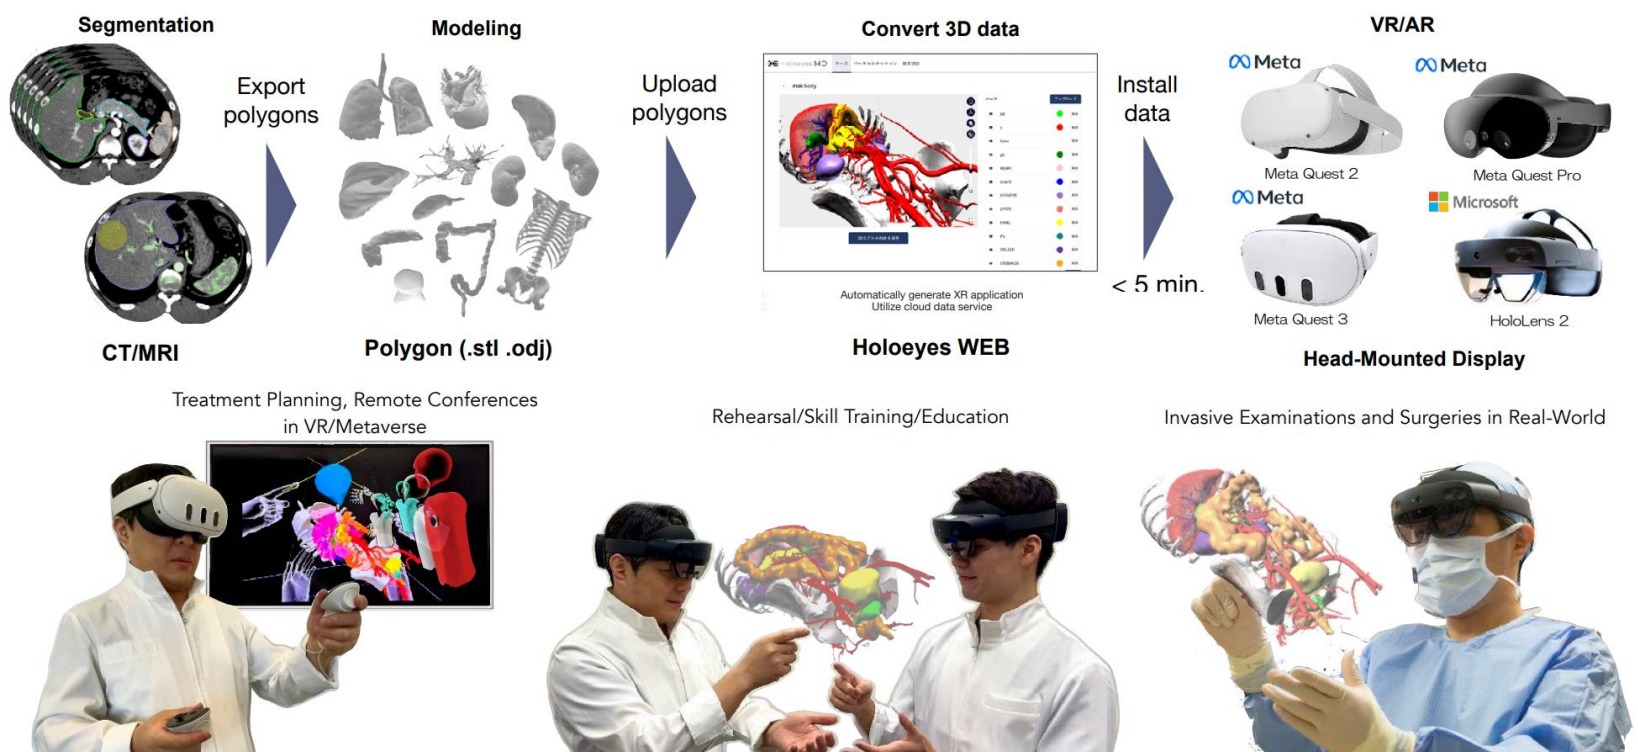 Segmentation
Modeling
Convert 3D data
VR/AR
Export
polygons
Upload
polygons
Install
data
< 5 min.
Holoeyes MD
Meta
Meta Quest 2
Meta
Meta Quest Pro
Meta
Meta Quest 3
Microsoft
HoloLens 2
Automatically generate XR application
Utilize cloud data service
CT/MRI
Polygon (.stl .odj)
Holoeyes WEB
Head-Mounted Display
Treatment Planning, Remote Conferences
in VR/Metaverse
Rehearsal/Skill Training/Education
Invasive Examinations and Surgeries in Real-World